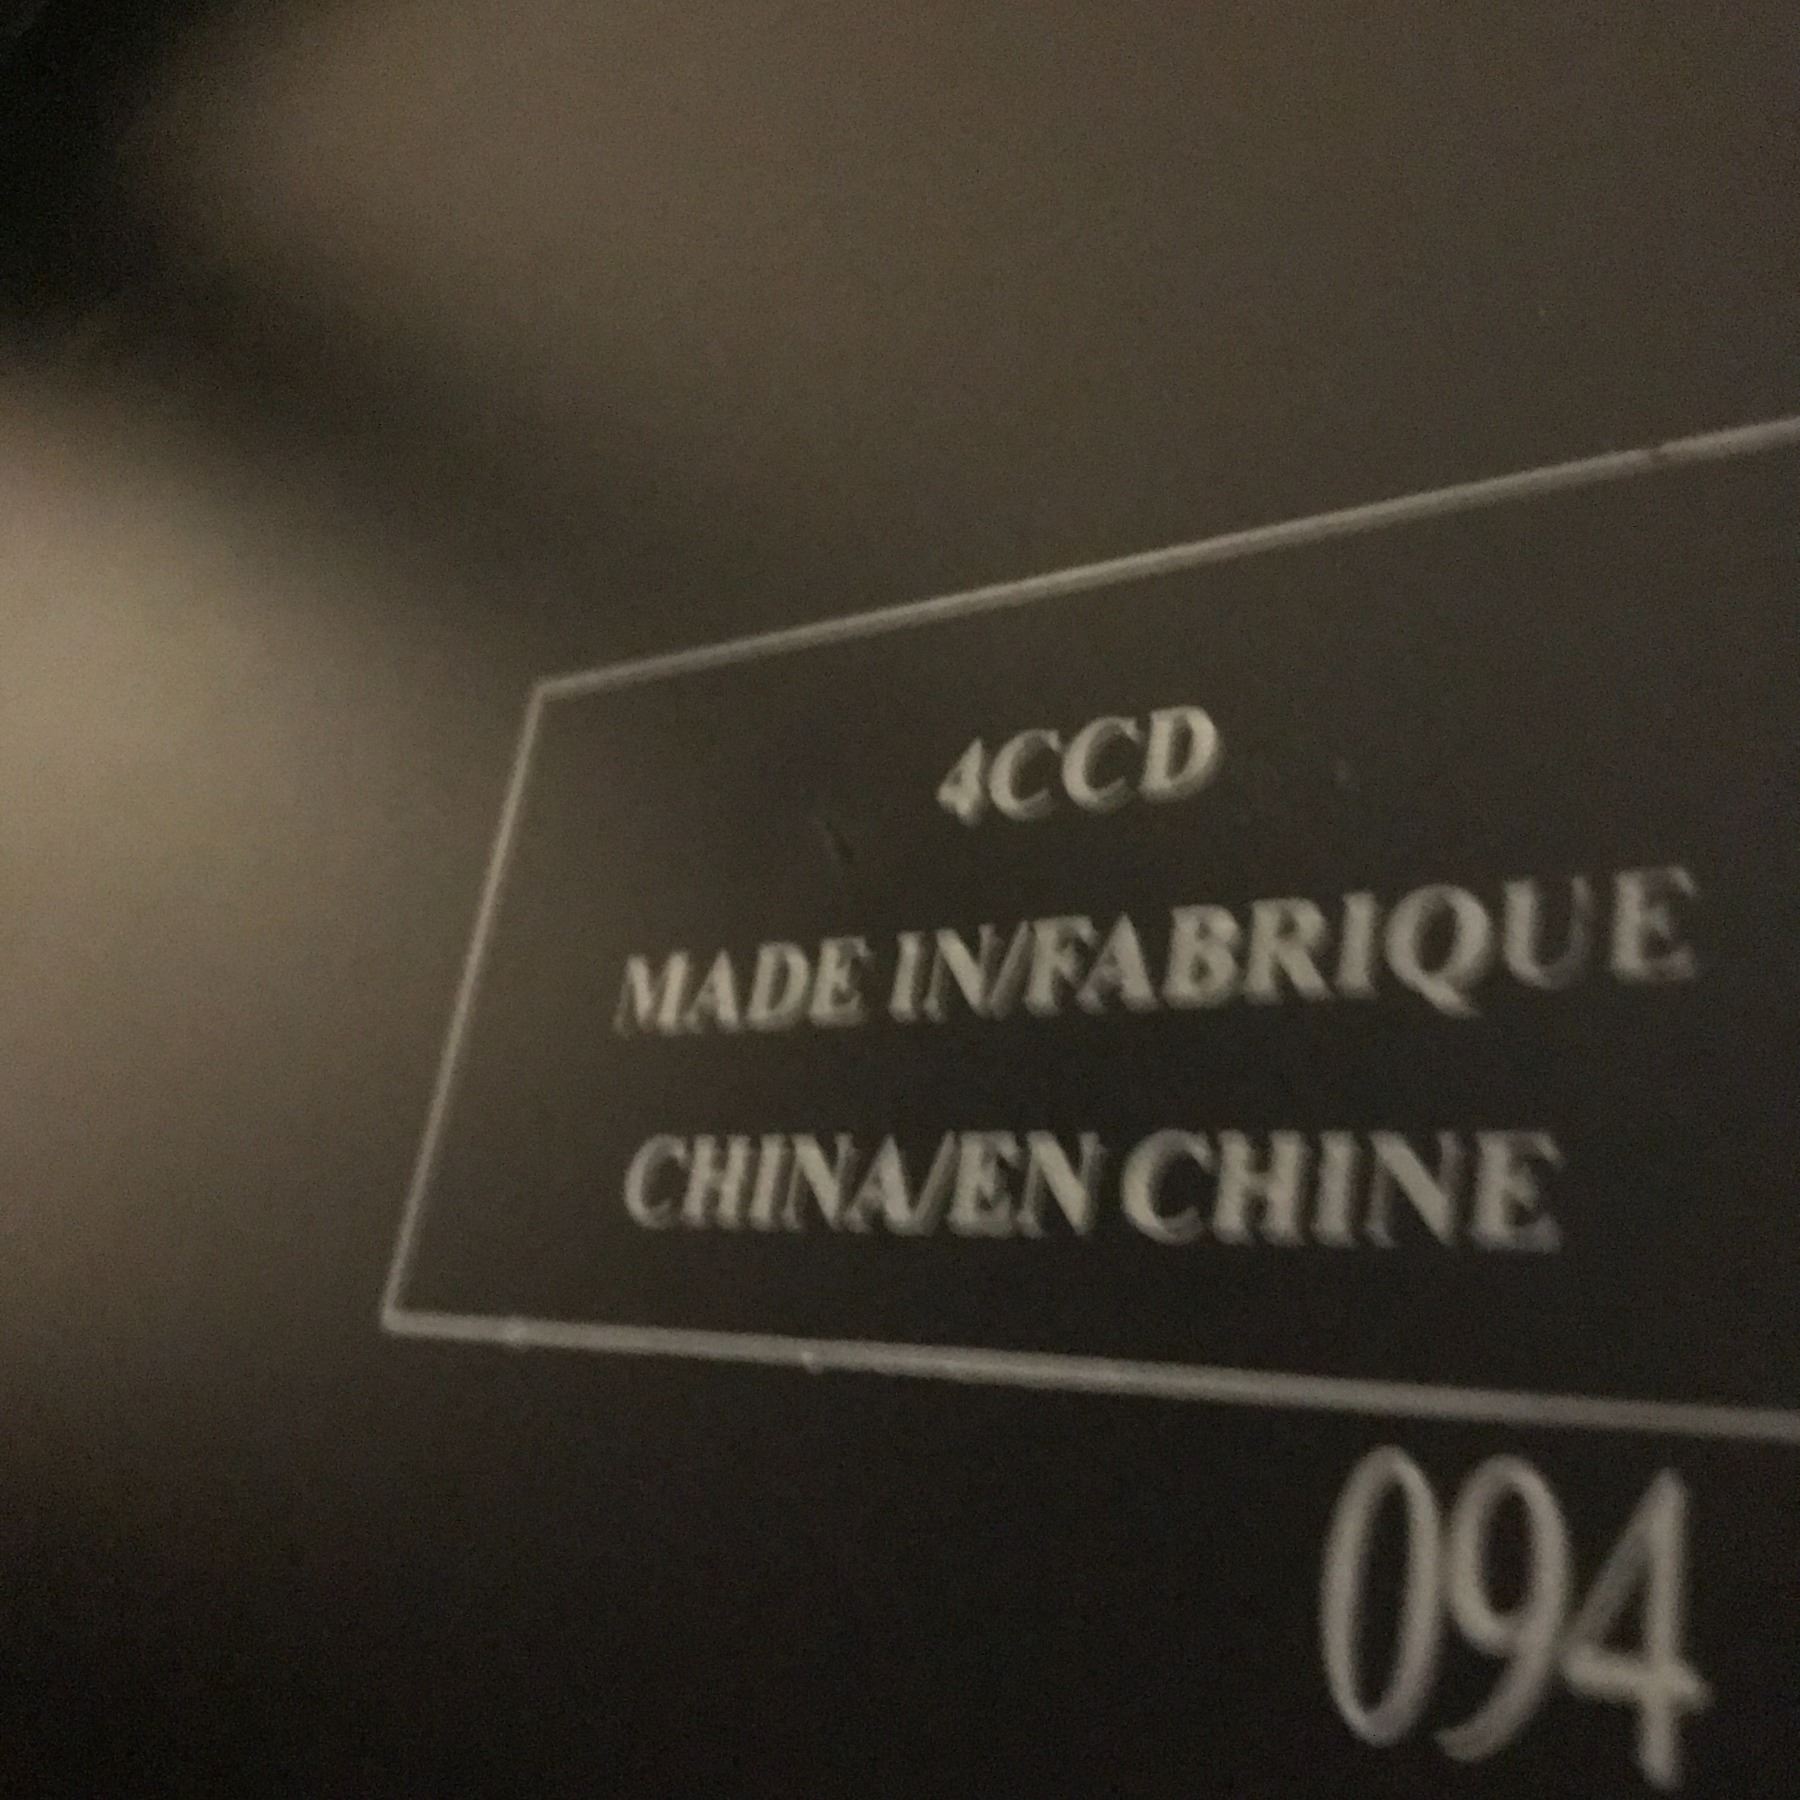 4CCD
MADE IN/FABRIQUE
CHINA/EN CHINE
094